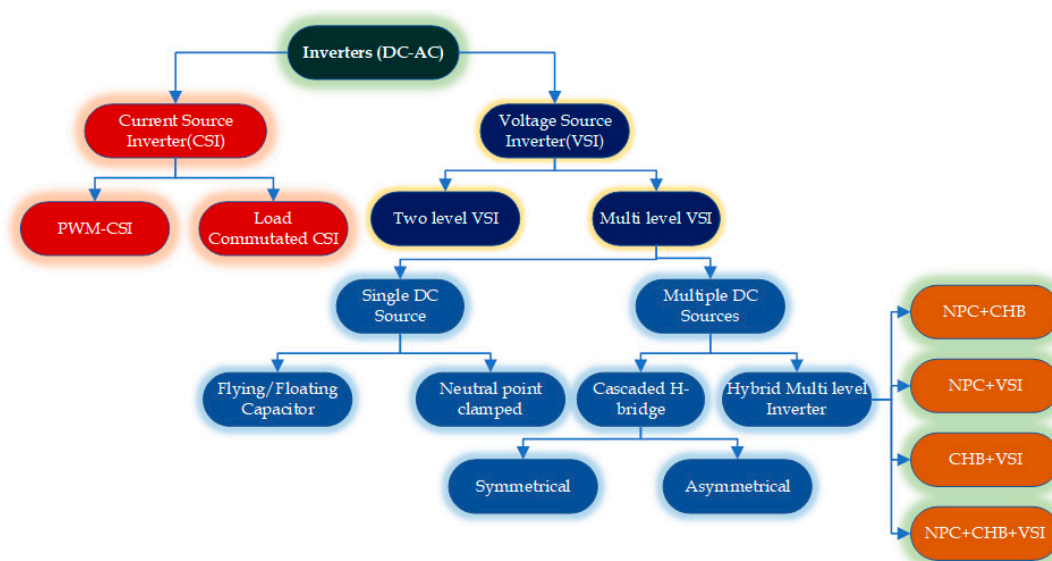 Inverters (DC-AC)
Current Source
Inverter(CSI)
Voltage Source
Inverter(VSI)
PWM-CSI
Load
Commutated CSI
Two level VSI
Multi level VSI
Single DC
Source
Multiple DC
Sources
NPC+CHB
Flying/Floating
Capacitor
Neutral point
clamped
Cascaded H-
bridge
Hybrid Multi level
Inverter
NPC+VSI
CHB+VSI
Symmetrical
Asymmetrical
NPC+CHB+VSI